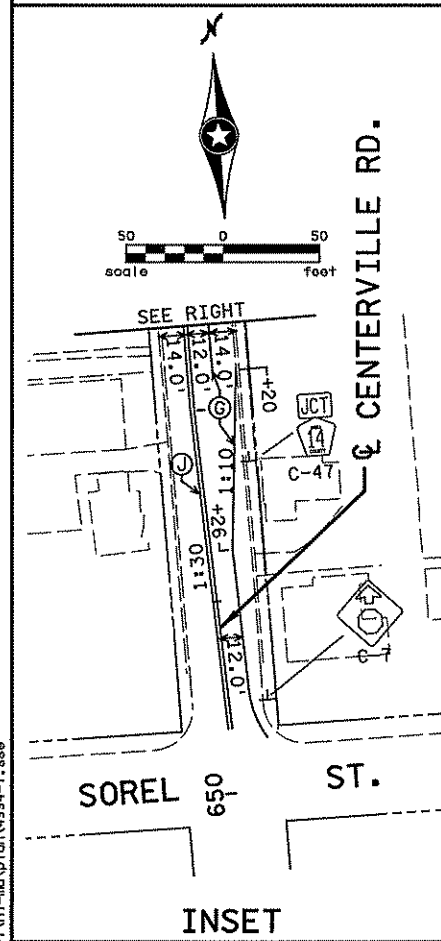 N
50 0 50
scale feet
SEE RIGHT
14.0' 12.0' 14.0'
G
+20
JCT
14
COUNTY
C-47
℄ CENTERVILLE RD.
J
1:10
+26
1:30
12.0'
C-7
SOREL ST.
650
INSET